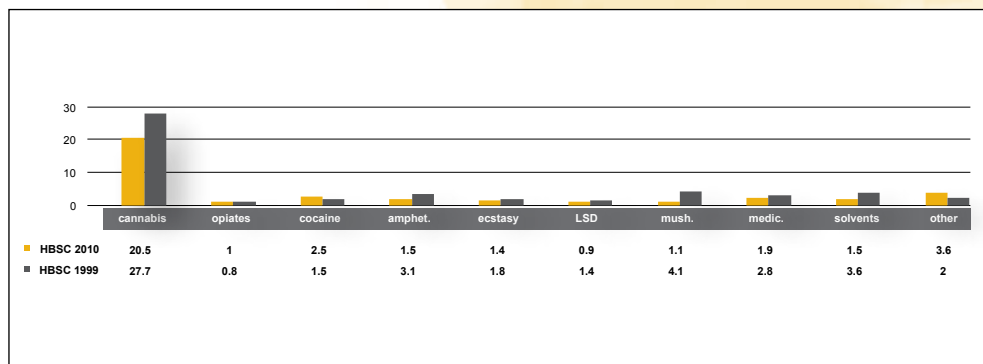 30
20
10
0
cannabis opiates cocaine amphet. ecstasy LSD mush. medic. solvents other
HBSC 2010 20.5 1 2.5 1.5 1.4 0.9 1.1 1.9 1.5 3.6
HBSC 1999 27.7 0.8 1.5 3.1 1.8 1.4 4.1 2.8 3.6 2